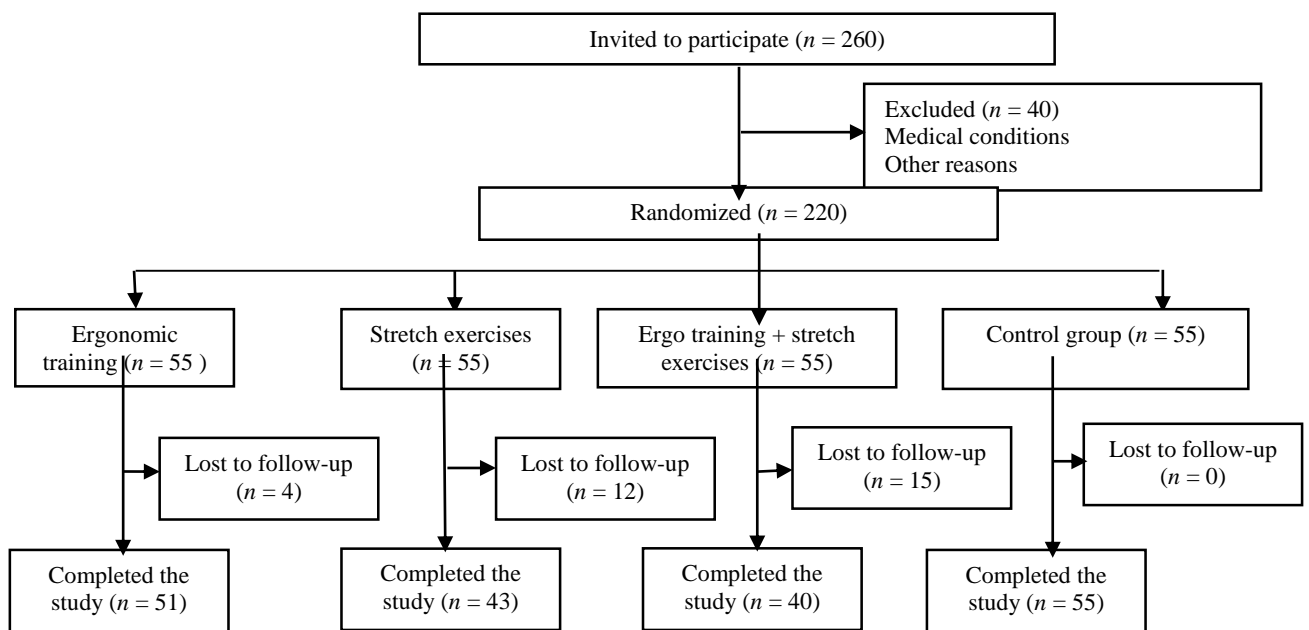 Invited to participate (n = 260)
Excluded (n = 40)
Medical conditions
Other reasons
Randomized (n = 220)
Ergonomic
training (n = 55 )
Stretch exercises
(n = 55)
Ergo training + stretch
exercises (n = 55)
Control group (n = 55)
Lost to follow-up
(n = 4)
Lost to follow-up
(n = 12)
Lost to follow-up
(n = 15)
Lost to follow-up
(n = 0)
Completed the
study (n = 51)
Completed the
study (n = 43)
Completed the
study (n = 40)
Completed the
study (n = 55)